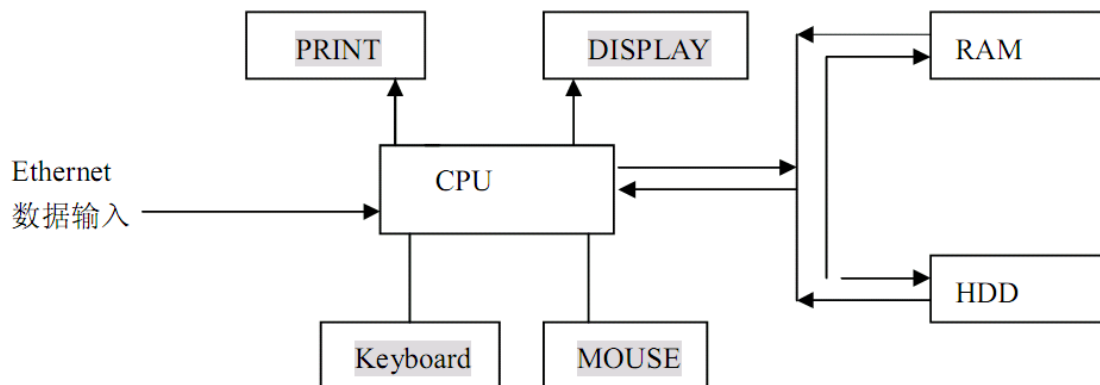 PRINT
DISPLAY
RAM
Ethernet
数据输入
CPU
HDD
Keyboard
MOUSE